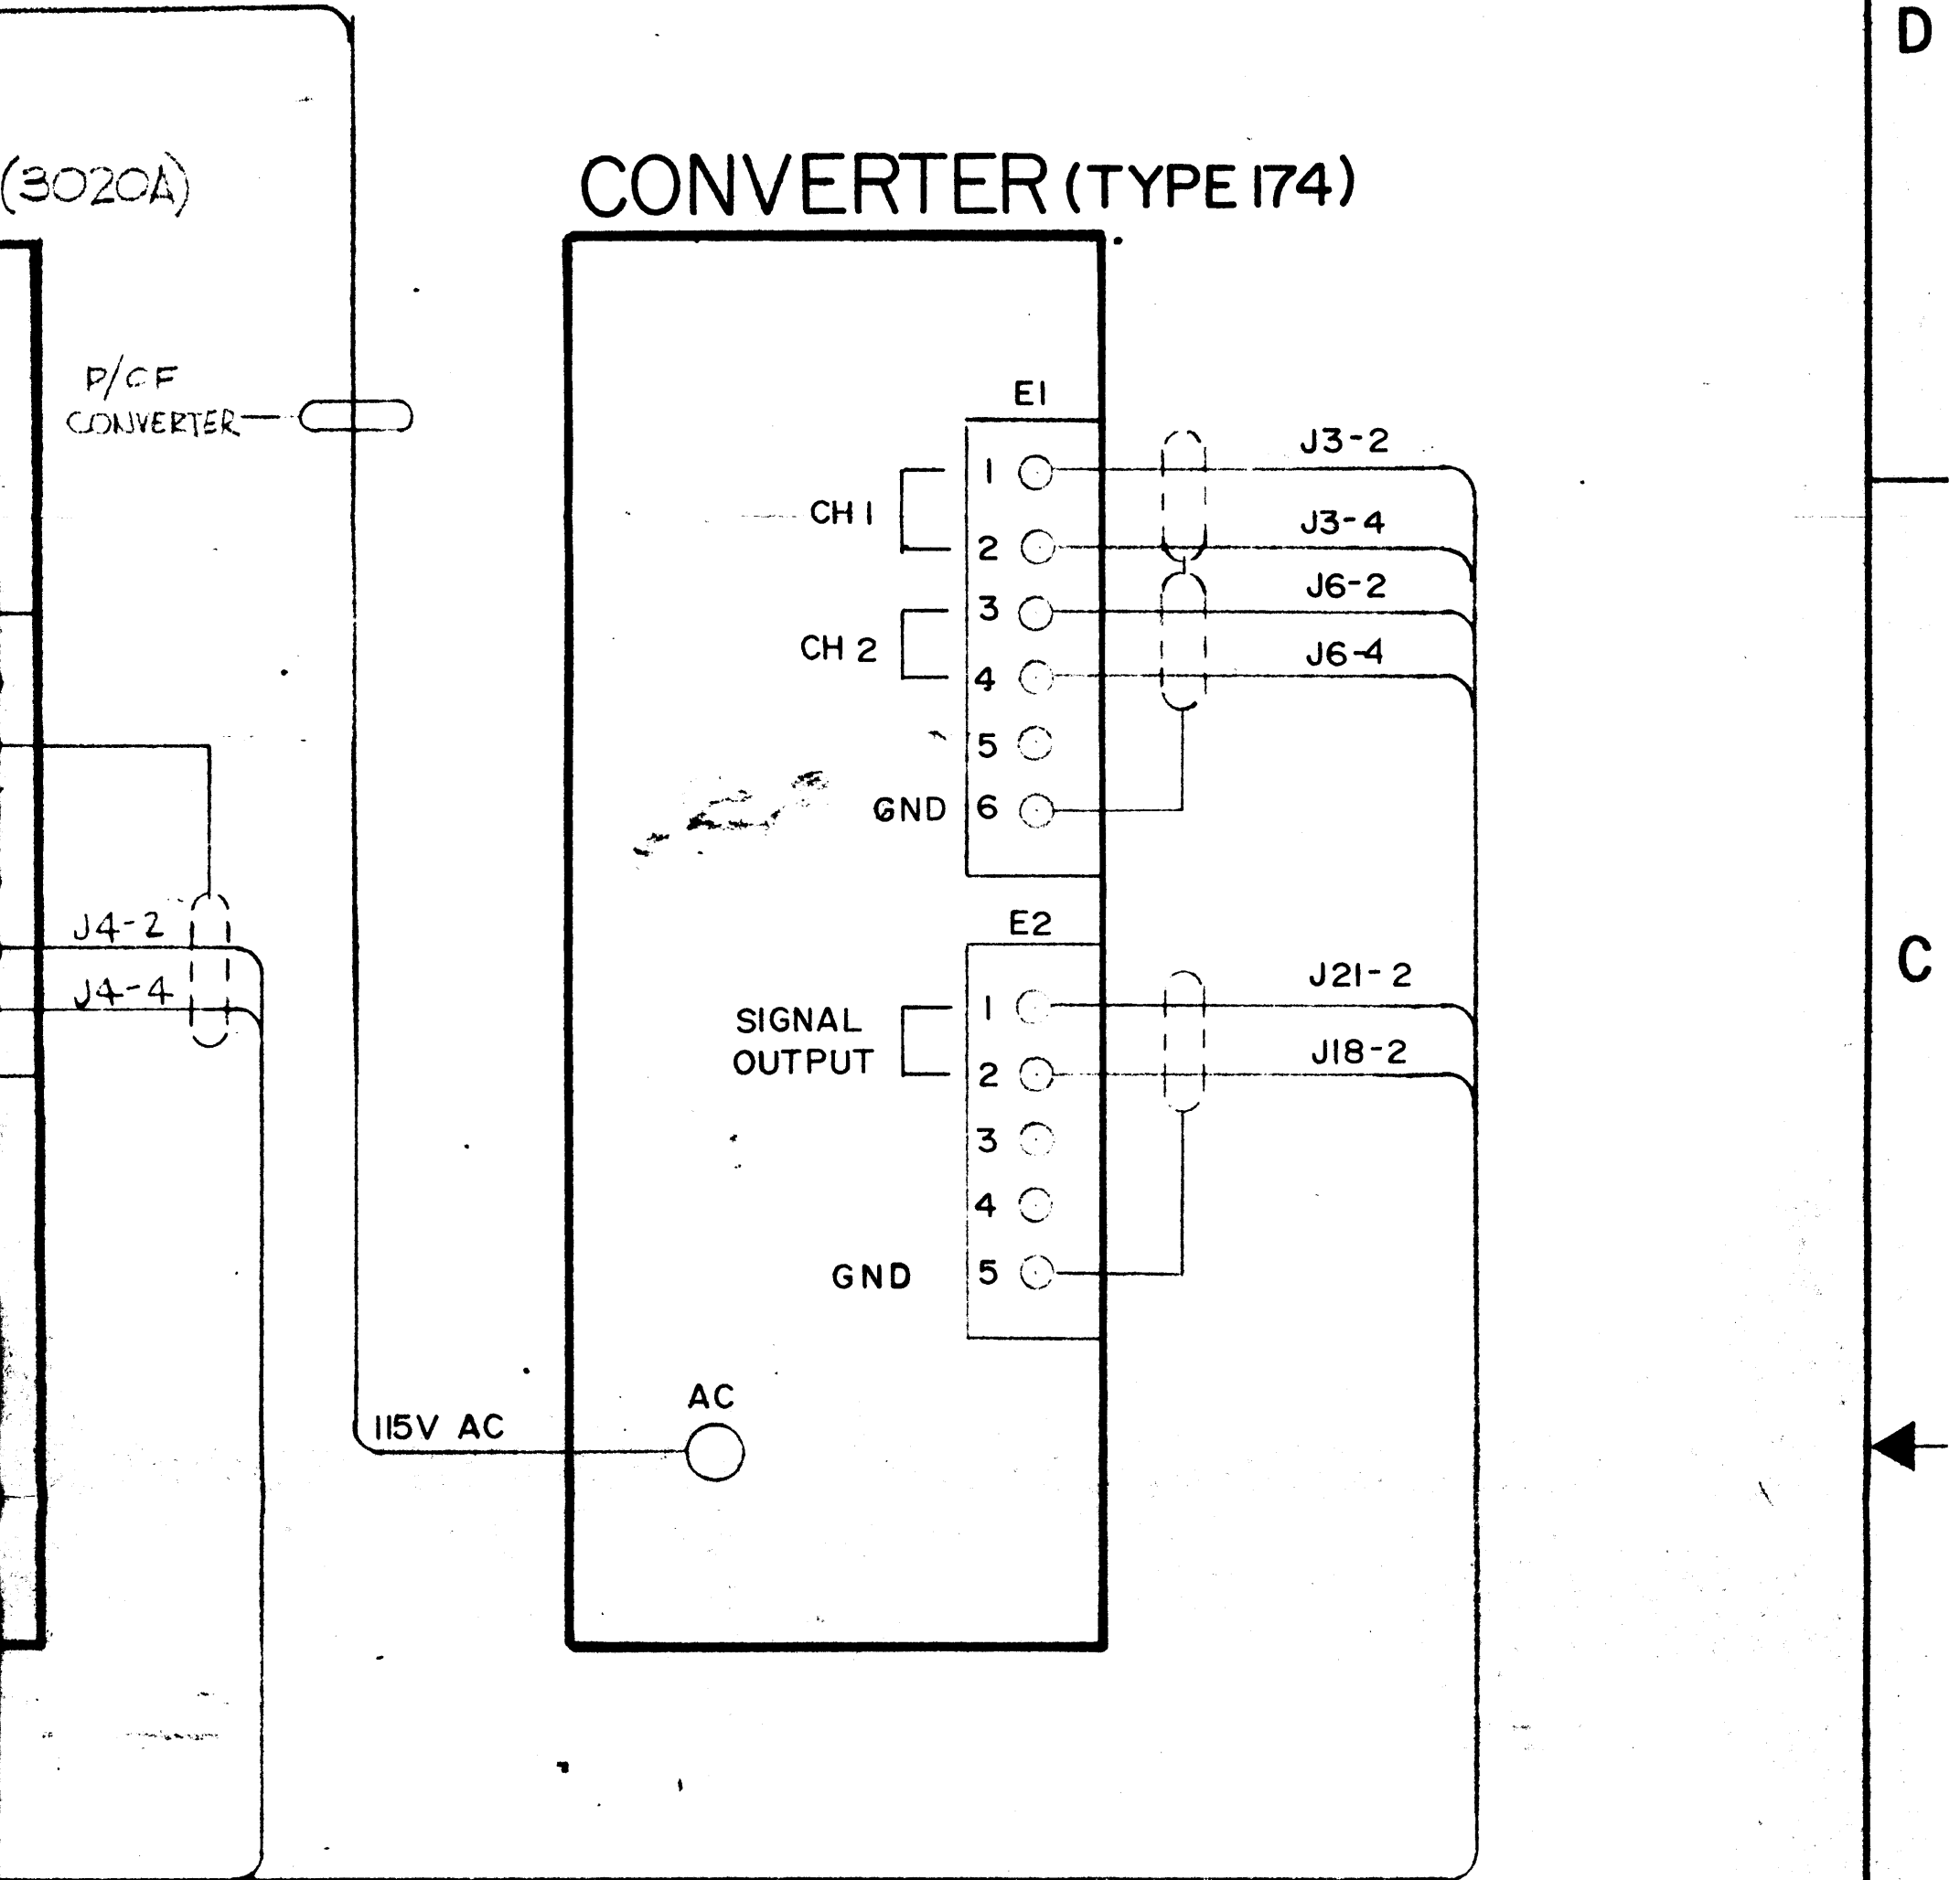 D
(3020A)
CONVERTER (TYPE 174)
P/CF
CONVERTER
E1
CH 1
1
J3-2
2
J3-4
CH 2
3
J6-2
4
J6-4
5
GND
6
J4-2
J4-4
E2
C
SIGNAL
OUTPUT
1
J21-2
2
J18-2
3
4
GND
5
AC
115V AC